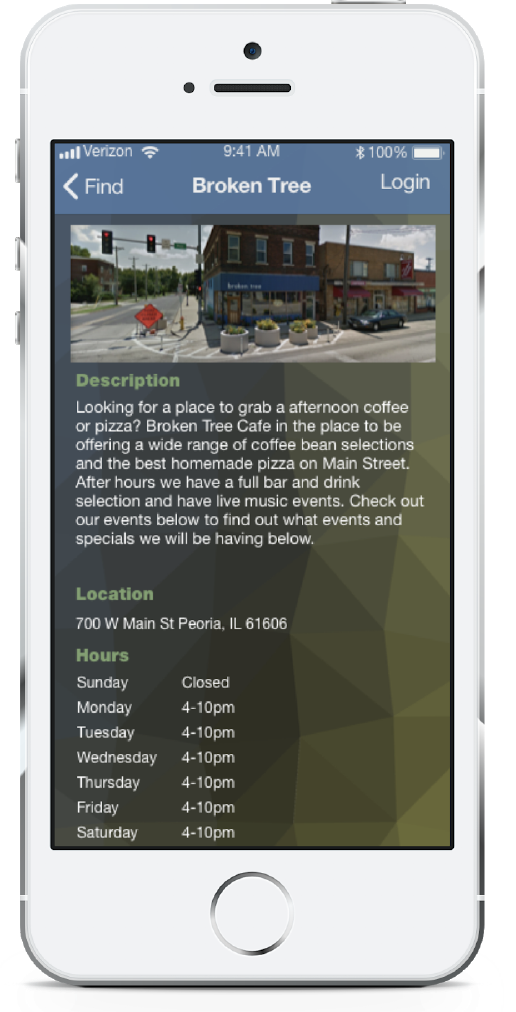 Verizon 9:41 AM 100%
Find Broken Tree Login
broken tree
Description
Looking for a place to grab a afternoon coffee
or pizza? Broken Tree Cafe in the place to be
offering a wide range of coffee bean selections
and the best homemade pizza on Main Street.
After hours we have a full bar and drink
selection and have live music events. Check out
our events below to find out what events and
specials we will be having below.
Location
700 W Main St Peoria, IL 61606
Hours
Sunday Closed
Monday 4-10pm
Tuesday 4-10pm
Wednesday 4-10pm
Thursday 4-10pm
Friday 4-10pm
Saturday 4-10pm